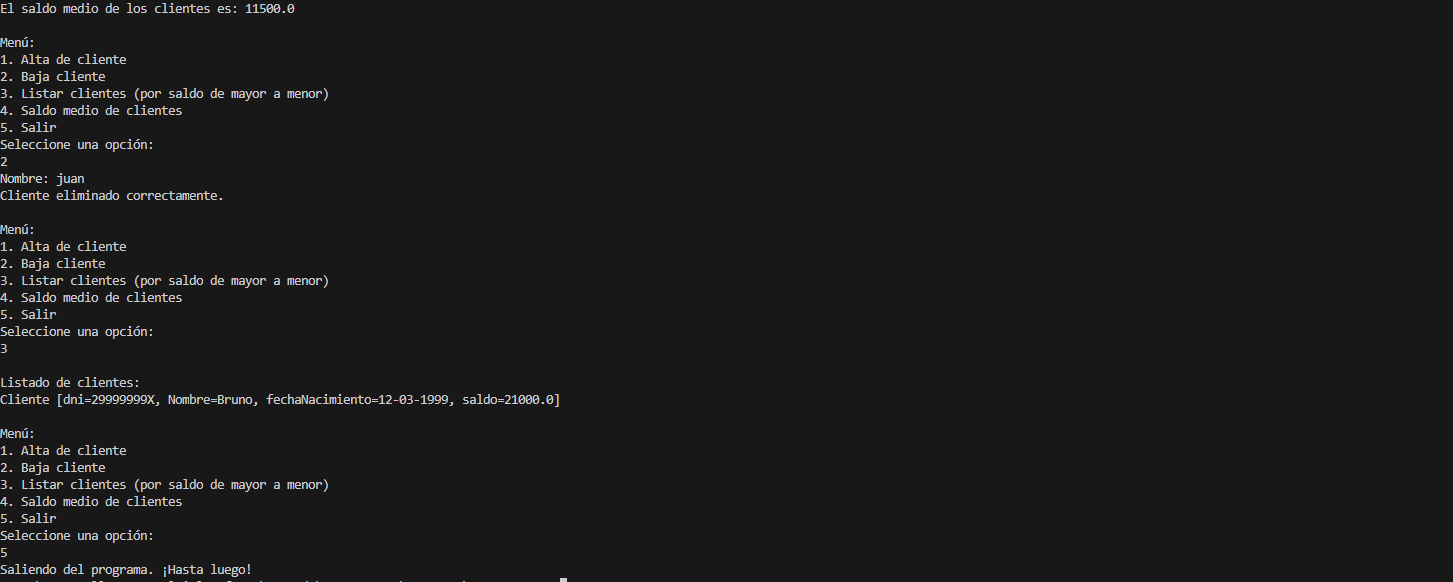 El saldo medio de los clientes es: 11500.0
Menú:
1. Alta de cliente
2. Baja cliente
3. Listar clientes (por saldo de mayor a menor)
4. Saldo medio de clientes
5. Salir
Seleccione una opción:
2
Nombre: juan
Cliente eliminado correctamente.
Menú:
1. Alta de cliente
2. Baja cliente
3. Listar clientes (por saldo de mayor a menor)
4. Saldo medio de clientes
5. Salir
Seleccione una opción:
3
Listado de clientes:
Cliente [dni=29999999X, Nombre=Bruno, fechaNacimiento=12-03-1999, saldo=21000.0]
Menú:
1. Alta de cliente
2. Baja cliente
3. Listar clientes (por saldo de mayor a menor)
4. Saldo medio de clientes
5. Salir
Seleccione una opción:
5
Saliendo del programa. ¡Hasta luego!